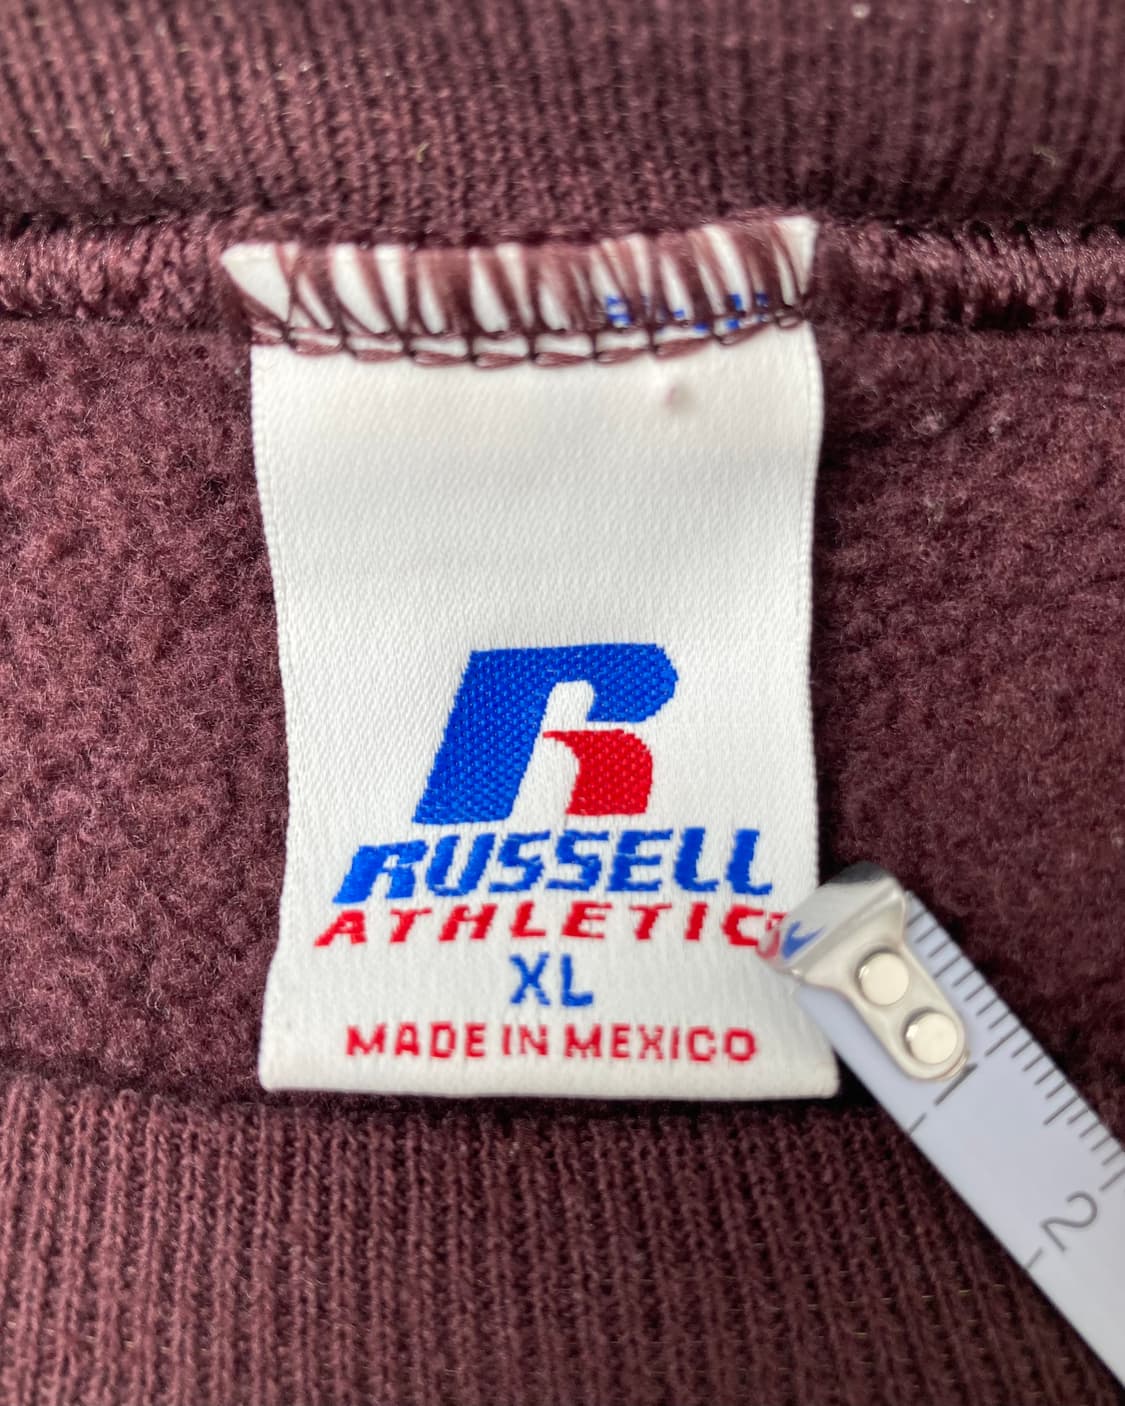 R
RUSSELL
ATHLETIC
XL
MADE IN MEXICO
1
2